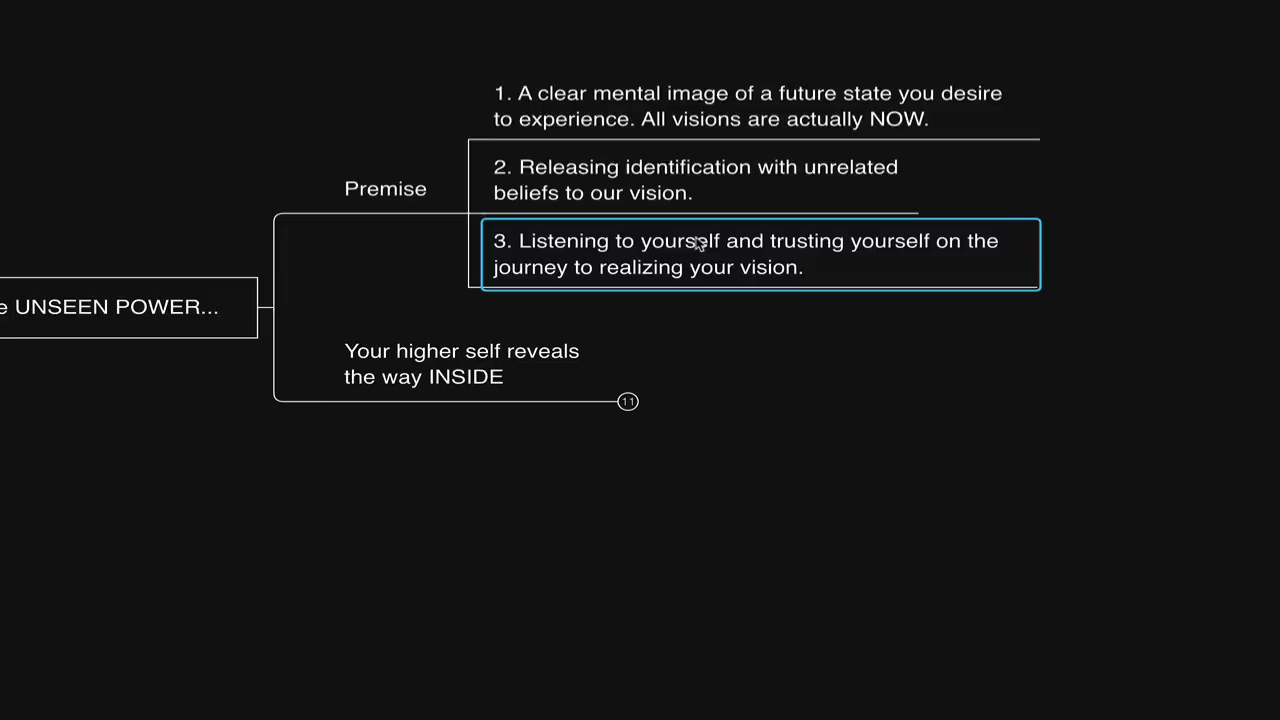 1. A clear mental image of a future state you desire
to experience. All visions are actually NOW.
Premise
2. Releasing identification with unrelated
beliefs to our vision.
3. Listening to yourself and trusting yourself on the
journey to realizing your vision.
UNSEEN POWER...
Your higher self reveals
the way INSIDE
11